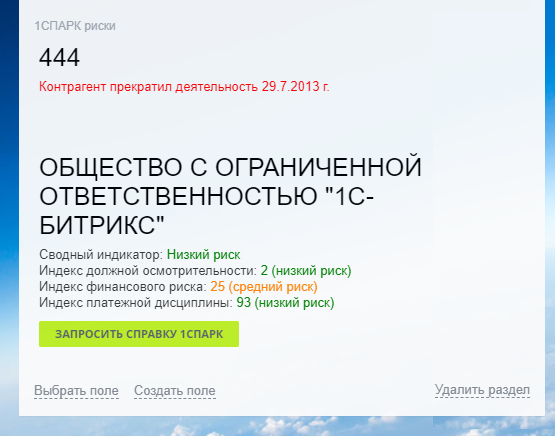 1СПАРК риски
444
Контрагент прекратил деятельность 29.7.2013 г.
ОБЩЕСТВО С ОГРАНИЧЕННОЙ
ОТВЕТСТВЕННОСТЬЮ "1С-
БИТРИКС"
Сводный индикатор: Низкий риск
Индекс должной осмотрительности: 2 (низкий риск)
Индекс финансового риска: 25 (средний риск)
Индекс платежной дисциплины: 93 (низкий риск)
ЗАПРОСИТЬ СПРАВКУ 1СПАРК
Выбрать поле Создать поле Удалить раздел